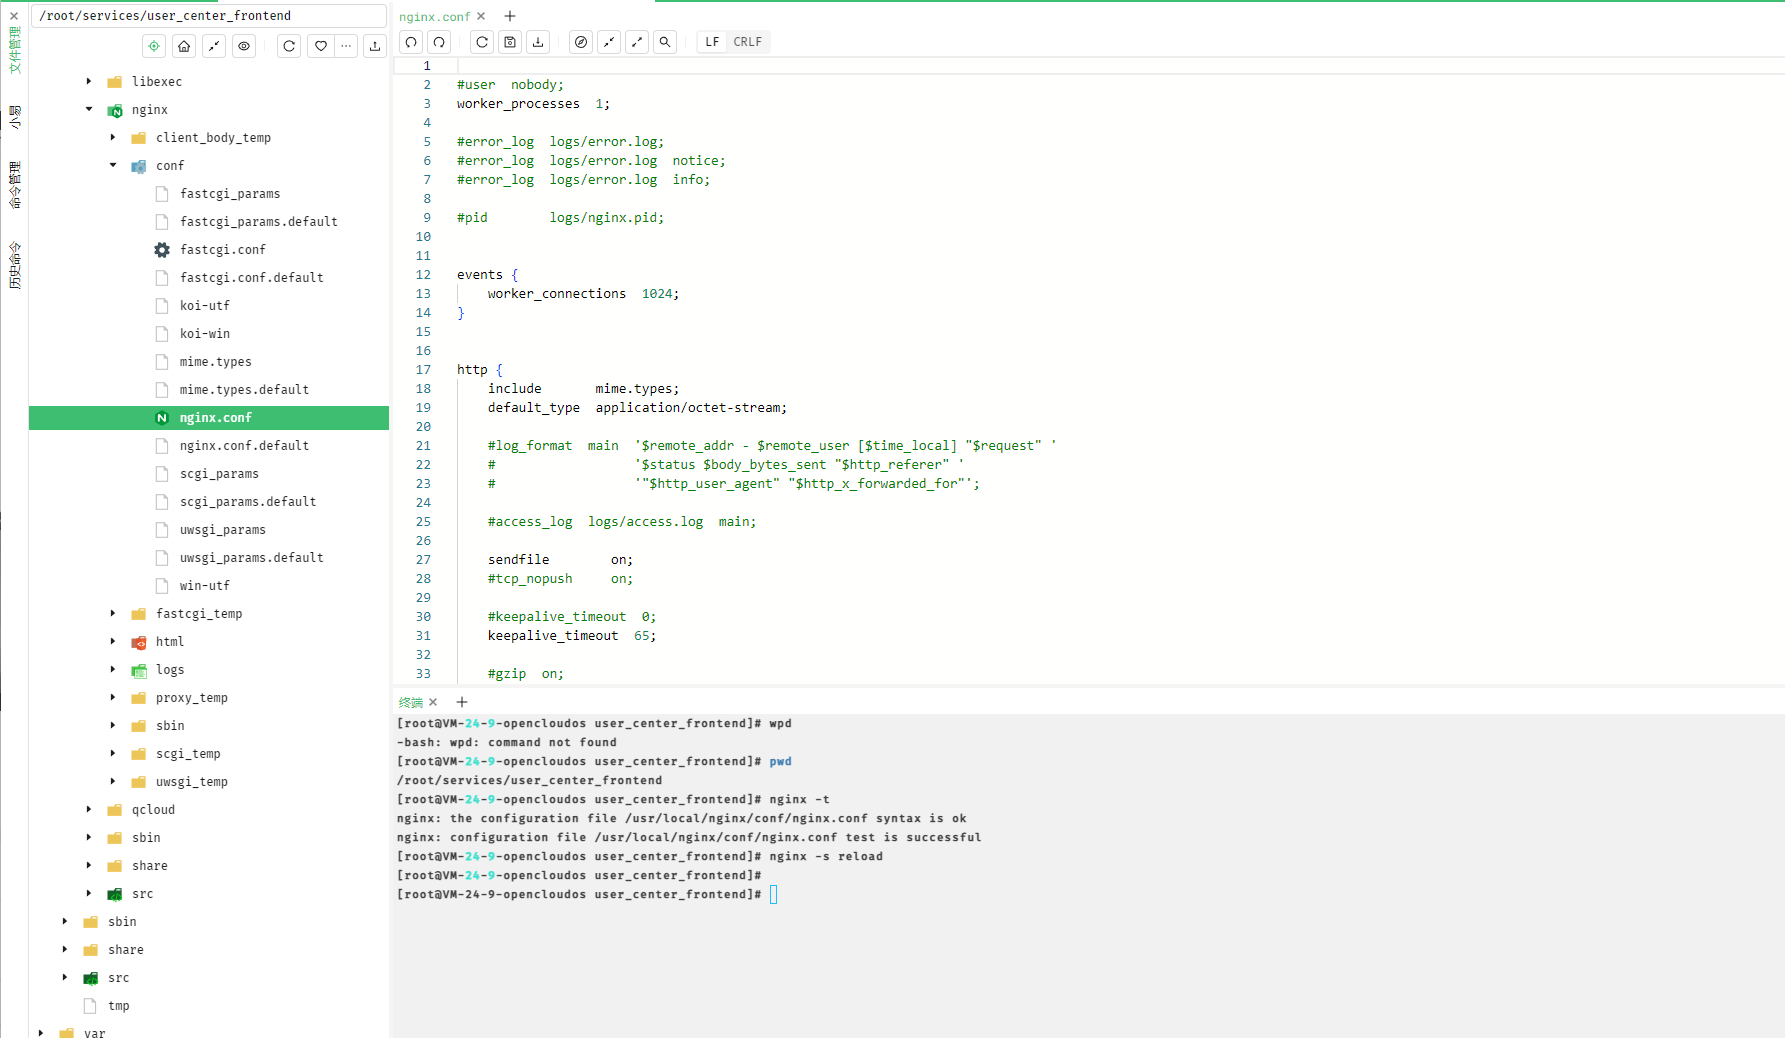 /root/services/user_center_frontend
文件管理
小易
命令管理
历史命令
libexec
nginx
client_body_temp
conf
fastcgi_params
fastcgi_params.default
fastcgi.conf
fastcgi.conf.default
koi-utf
koi-win
mime.types
mime.types.default
nginx.conf
nginx.conf.default
scgi_params
scgi_params.default
uwsgi_params
uwsgi_params.default
win-utf
fastcgi_temp
html
logs
proxy_temp
sbin
scgi_temp
uwsgi_temp
qcloud
sbin
share
src
sbin
share
src
tmp
var
nginx.conf
LF CRLF
1
2 #user  nobody;
3 worker_processes  1;
4
5 #error_log  logs/error.log;
6 #error_log  logs/error.log  notice;
7 #error_log  logs/error.log  info;
8
9 #pid        logs/nginx.pid;
10
11
12 events {
13     worker_connections  1024;
14 }
15
16
17 http {
18     include       mime.types;
19     default_type  application/octet-stream;
20
21     #log_format  main  '$remote_addr - $remote_user [$time_local] "$request" '
22     #                  '$status $body_bytes_sent "$http_referer" '
23     #                  '"$http_user_agent" "$http_x_forwarded_for"';
24
25     #access_log  logs/access.log  main;
26
27     sendfile        on;
28     #tcp_nopush     on;
29
30     #keepalive_timeout  0;
31     keepalive_timeout  65;
32
33     #gzip  on;
终端
[root@VM-24-9-opencloudos user_center_frontend]# wpd
-bash: wpd: command not found
[root@VM-24-9-opencloudos user_center_frontend]# pwd
/root/services/user_center_frontend
[root@VM-24-9-opencloudos user_center_frontend]# nginx -t
nginx: the configuration file /usr/local/nginx/conf/nginx.conf syntax is ok
nginx: configuration file /usr/local/nginx/conf/nginx.conf test is successful
[root@VM-24-9-opencloudos user_center_frontend]# nginx -s reload
[root@VM-24-9-opencloudos user_center_frontend]#
[root@VM-24-9-opencloudos user_center_frontend]#